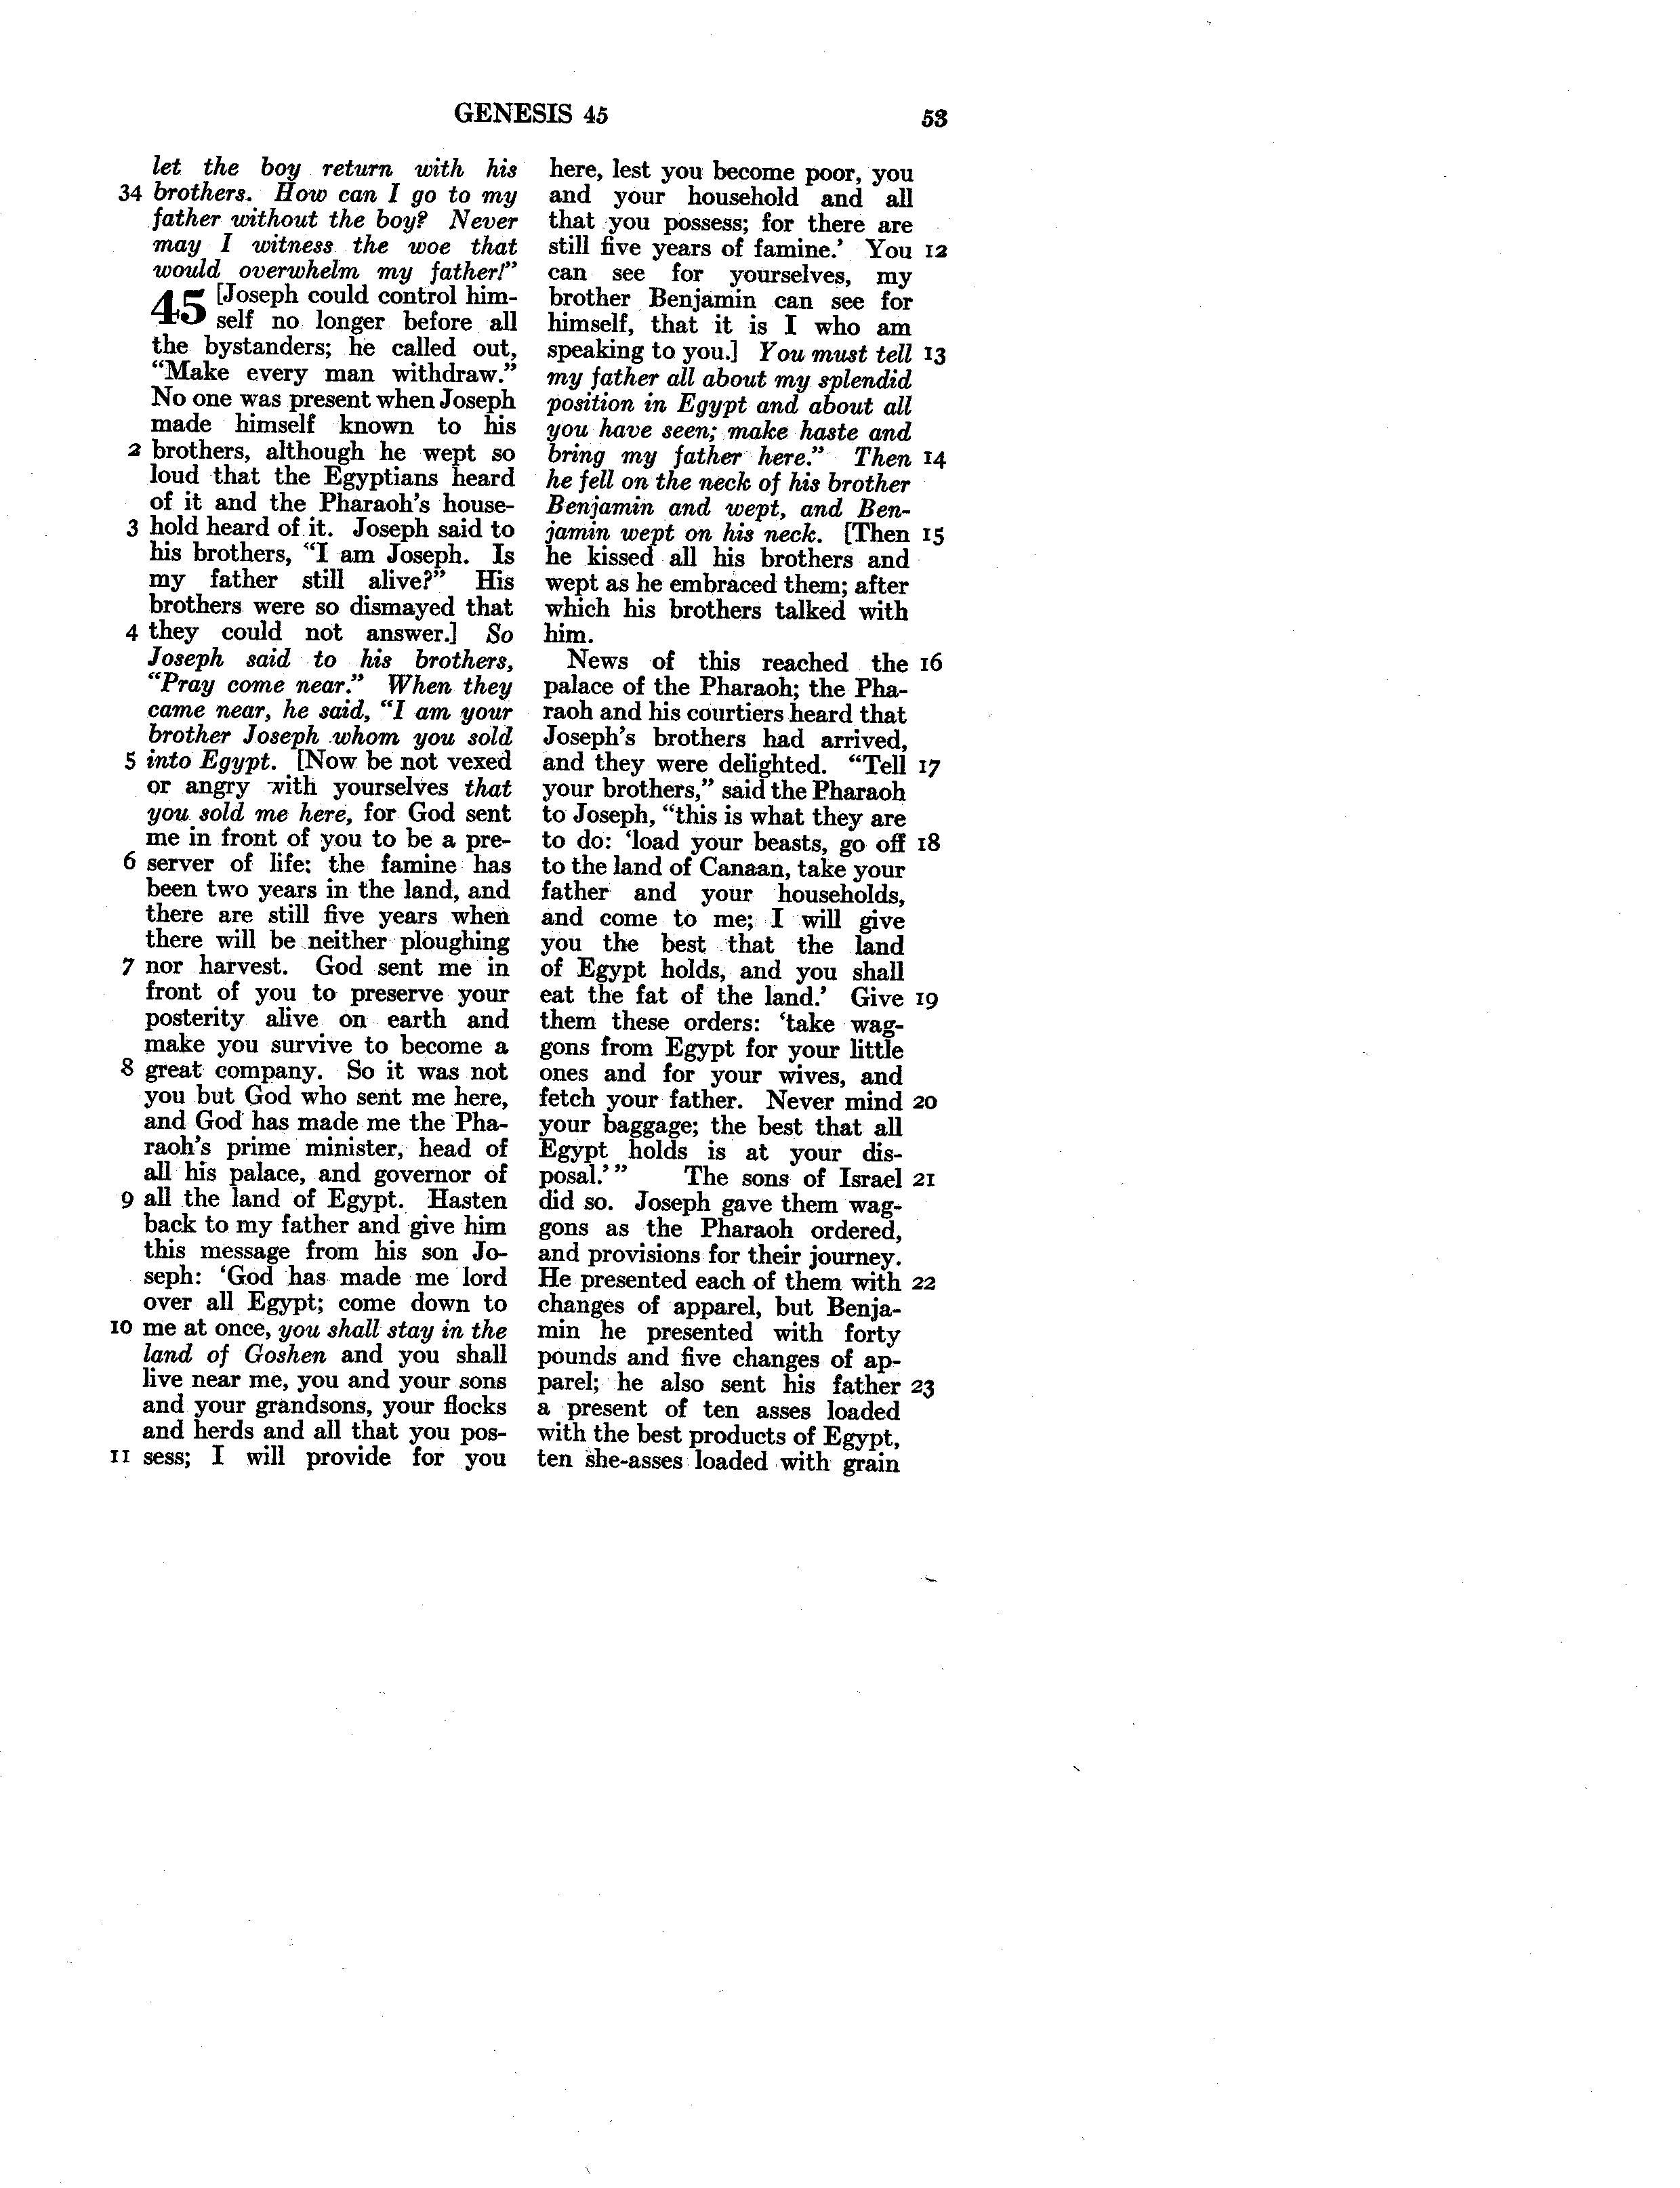 GENESIS 45
53
let the boy return with his
34 brothers. How can I go to my
father without the boy? Never
may I witness the woe that
would overwhelm my father!”
45 [Joseph could control him-
self no longer before all
the bystanders; he called out,
“Make every man withdraw.”
No one was present when Joseph
made himself known to his
2 brothers, although he wept so
loud that the Egyptians heard
of it and the Pharaoh's house-
3 hold heard of it. Joseph said to
his brothers, “I am Joseph. Is
my father still alive?” His
brothers were so dismayed that
4 they could not answer.] So
Joseph said to his brothers,
“Pray come near.” When they
came near, he said, “I am your
brother Joseph whom you sold
5 into Egypt. [Now be not vexed
or angry with yourselves that
you sold me here, for God sent
me in front of you to be a pre-
6 server of life: the famine has
been two years in the land, and
there are still five years when
there will be neither ploughing
7 nor harvest. God sent me in
front of you to preserve your
posterity alive on earth and
make you survive to become a
8 great company. So it was not
you but God who sent me here,
and God has made me the Pha-
raoh's prime minister, head of
all his palace, and governor of
9 all the land of Egypt. Hasten
back to my father and give him
this message from his son Jo-
seph: ‘God has made me lord
over all Egypt; come down to
10 me at once, you shall stay in the
land of Goshen and you shall
live near me, you and your sons
and your grandsons, your flocks
and herds and all that you pos-
11 sess; I will provide for you
here, lest you become poor, you
and your household and all
that you possess; for there are
still five years of famine.’ You 12
can see for yourselves, my
brother Benjamin can see for
himself, that it is I who am
speaking to you.] You must tell 13
my father all about my splendid
position in Egypt and about all
you have seen; make haste and
bring my father here.” Then 14
he fell on the neck of his brother
Benjamin and wept, and Ben-
jamin wept on his neck. [Then 15
he kissed all his brothers and
wept as he embraced them; after
which his brothers talked with
him.
News of this reached the 16
palace of the Pharaoh; the Pha-
raoh and his courtiers heard that
Joseph's brothers had arrived,
and they were delighted. “Tell 17
your brothers,” said the Pharaoh
to Joseph, “this is what they are
to do: ‘load your beasts, go off 18
to the land of Canaan, take your
father and your households,
and come to me; I will give
you the best that the land
of Egypt holds, and you shall
eat the fat of the land.’ Give 19
them these orders: ‘take wag-
gons from Egypt for your little
ones and for your wives, and
fetch your father. Never mind 20
your baggage; the best that all
Egypt holds is at your dis-
posal.’” The sons of Israel 21
did so. Joseph gave them wag-
gons as the Pharaoh ordered,
and provisions for their journey.
He presented each of them with 22
changes of apparel, but Benja-
min he presented with forty
pounds and five changes of ap-
parel; he also sent his father 23
a present of ten asses loaded
with the best products of Egypt,
ten she-asses loaded with grain